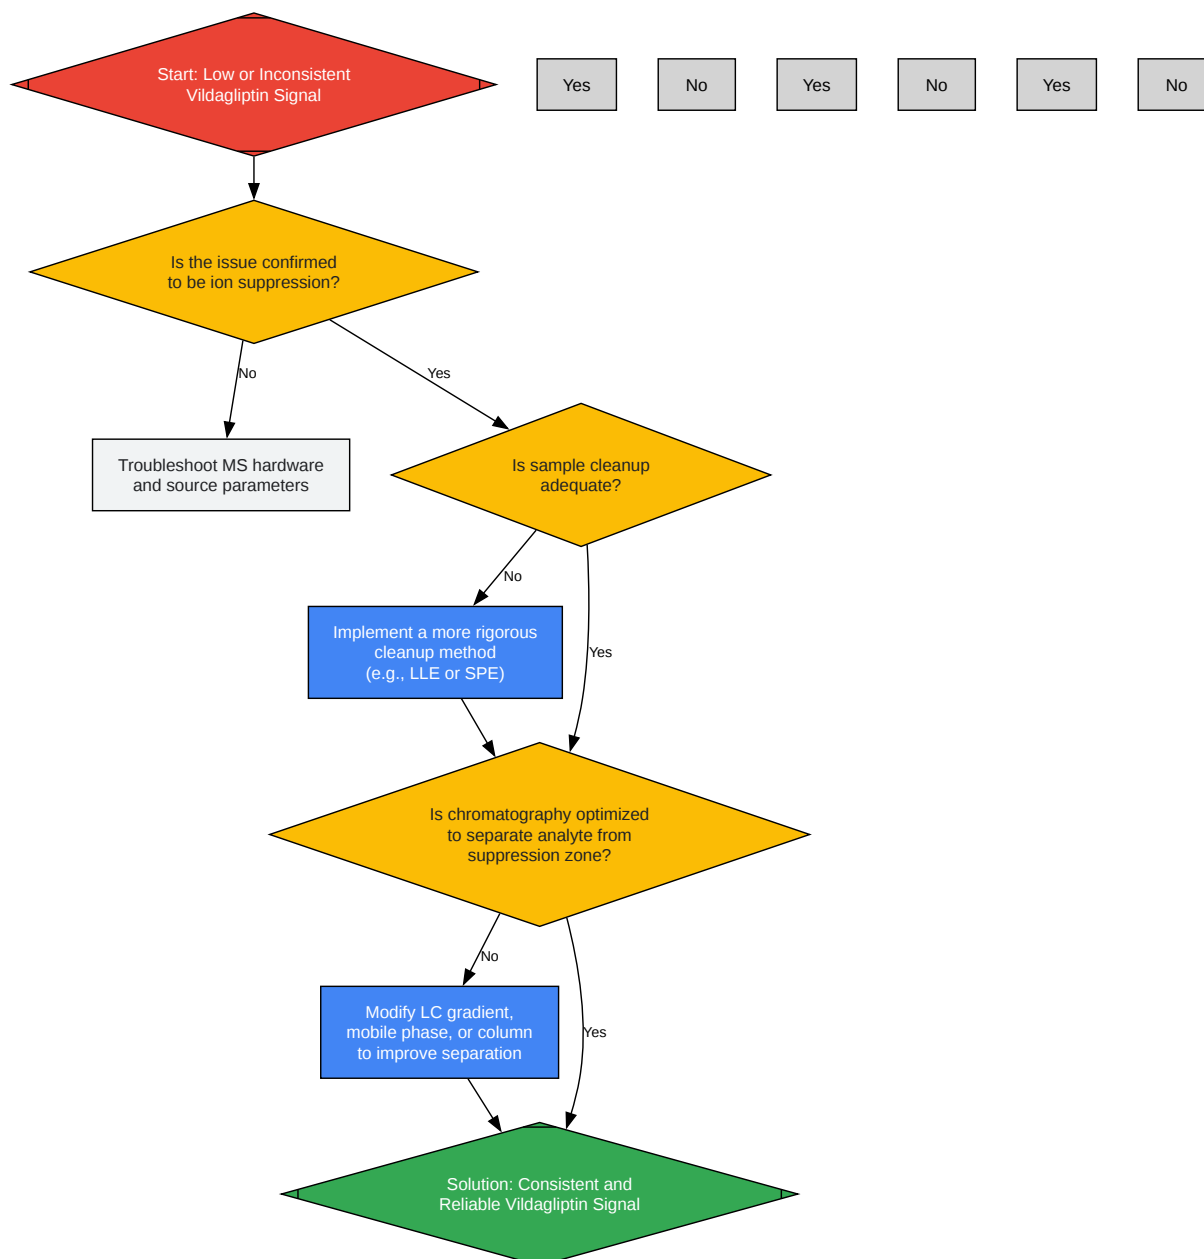 Start: Low or Inconsistent
Vildagliptin Signal
Yes
No
Yes
No
Yes
No
Is the issue confirmed
to be ion suppression?
No
Yes
Troubleshoot MS hardware
and source parameters
Is sample cleanup
adequate?
No
Implement a more rigorous
cleanup method
(e.g., LLE or SPE)
Yes
Is chromatography optimized
to separate analyte from
suppression zone?
No
Modify LC gradient,
mobile phase, or column
to improve separation
Yes
Solution: Consistent and
Reliable Vildagliptin Signal